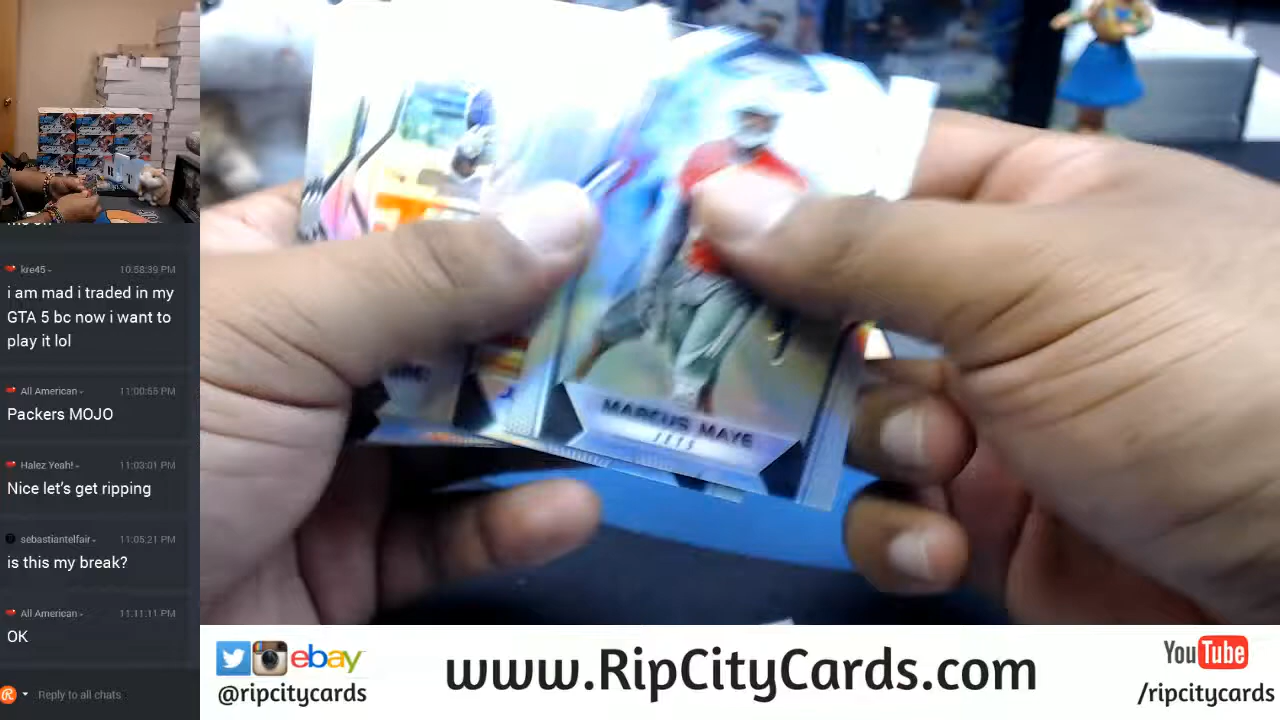 kre45
10:58:39 PM
i am mad i traded in my
GTA 5 bc now i want to
play it lol
All American
11:00:55 PM
Packers MOJO
Halez Yeah!
11:03:01 PM
Nice let's get ripping
sebastiantelfair
11:05:21 PM
is this my break?
All American
11:11:11 PM
OK
Reply to all chats
MARCUS MAYE
JETS
ebay
@ripcitycards
www.RipCityCards.com
YouTube
/ripcitycards